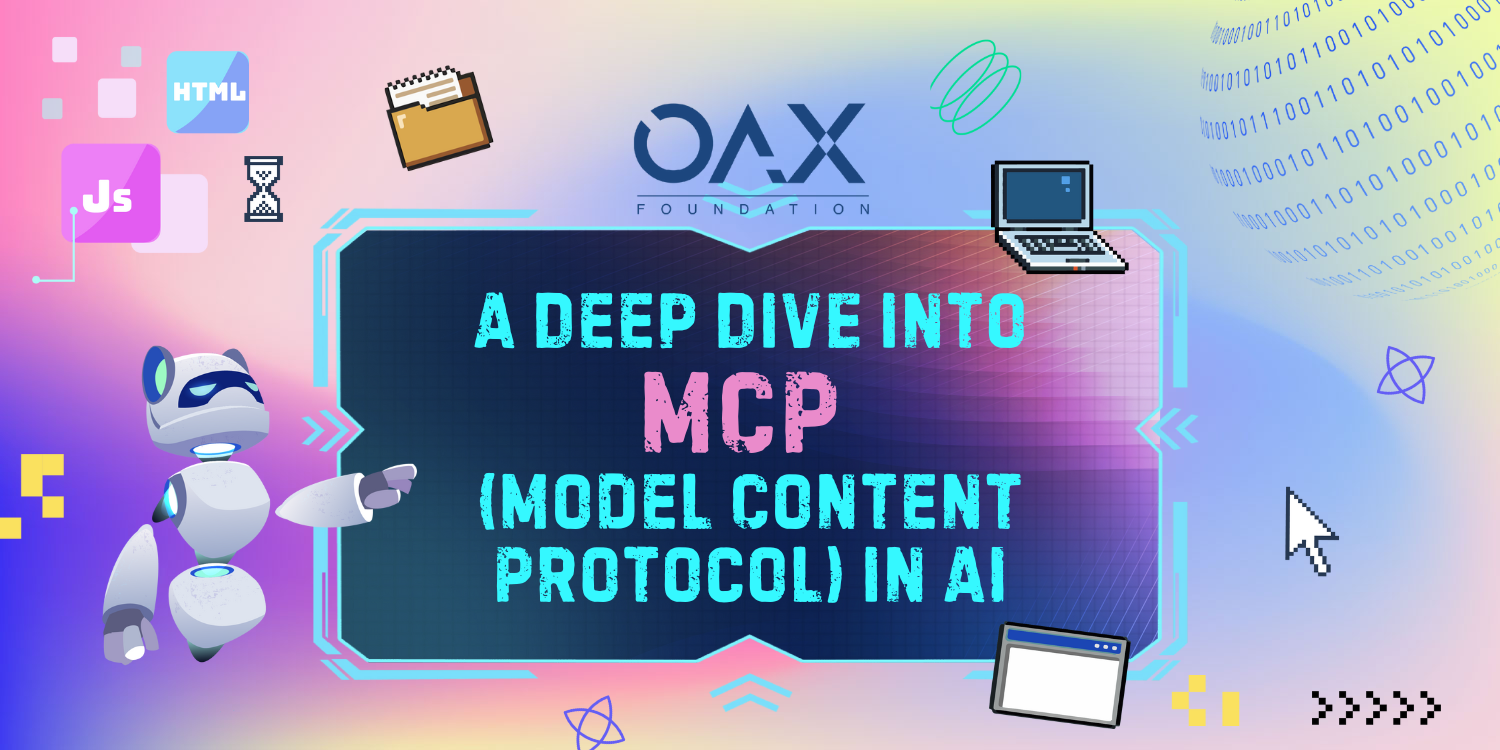 HTML
Js
OAX
FOUNDATION
A DEEP DIVE INTO
MCP
(MODEL CONTENT
PROTOCOL) IN AI